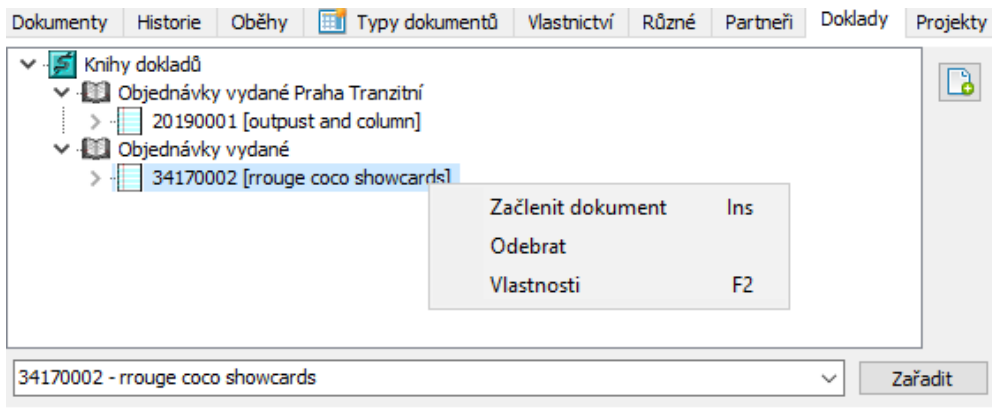 Dokumenty Historie Oběhy Typy dokumentů Vlastnictví Různé Partneři Doklady Projekty
Knihy dokladů
Objednávky vydané Praha Tranzitní
20190001 [outpust and column]
Objednávky vydané
34170002 [rrouge coco showcards]
Začlenit dokument Ins
Odebrat
Vlastnosti F2
34170002 - rrouge coco showcards Zařadit